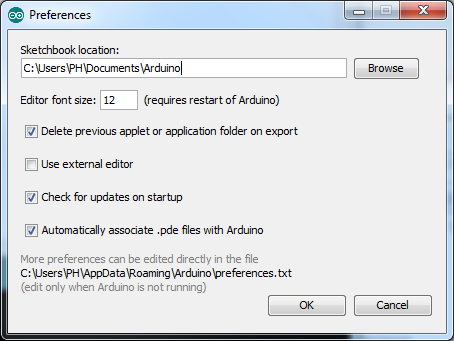 Preferences
Sketchbook location:
C:\Users\PH\Documents\Arduino
Browse
Editor font size: 12 (requires restart of Arduino)
Delete previous applet or application folder on export
Use external editor
Check for updates on startup
Automatically associate .pde files with Arduino
More preferences can be edited directly in the file
C:\Users\PH\AppData\Roaming\Arduino\preferences.txt
(edit only when Arduino is not running)
OK Cancel